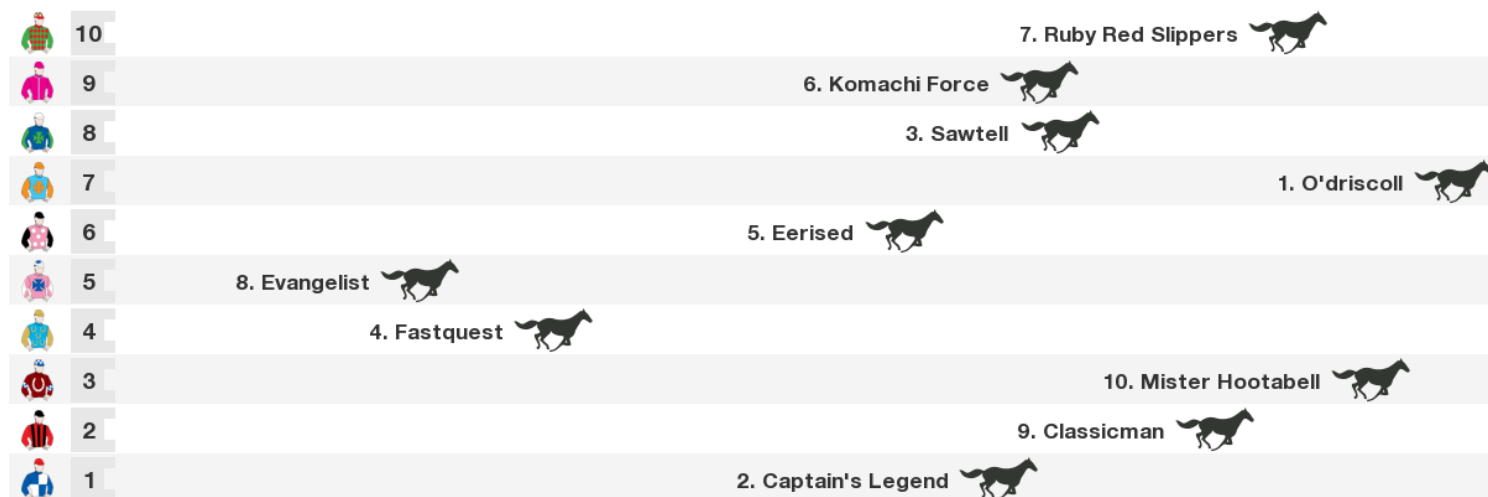 10 7. Ruby Red Slippers
9 6. Komachi Force
8 3. Sawtell
7 1. O'driscoll
6 5. Eerised
5 8. Evangelist
4 4. Fastquest
3 10. Mister Hootabell
2 9. Classicman
1 2. Captain's Legend